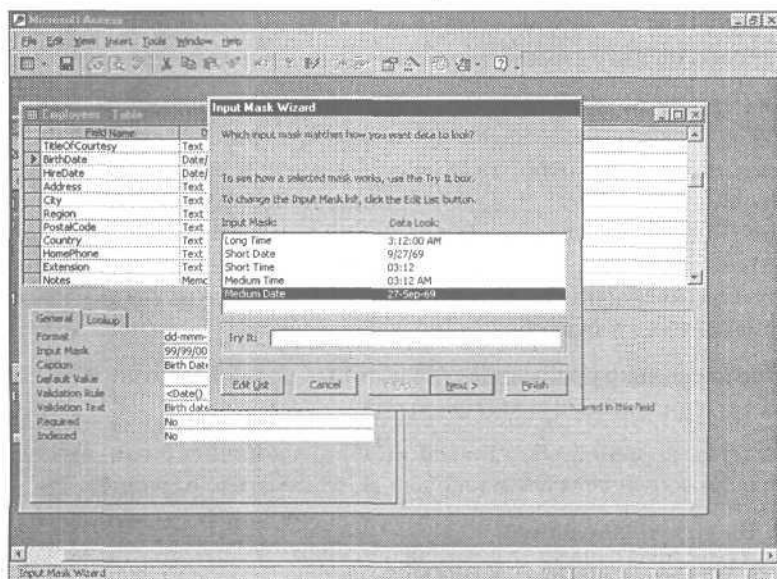 Microsoft Access
File Edit View Insert Tools Window Help
Employees : Table
Field Name D
TitleOfCourtesy Text
BirthDate Date/
HireDate Date/
Address Text
City Text
Region Text
PostalCode Text
Country Text
HomePhone Text
Extension Text
Notes Memo
Input Mask Wizard
Which input mask matches how you want data to look?
To see how a selected mask works, use the Try It box.
To change the Input Mask list, click the Edit List button.
Input Mask: Data Look:
Long Time 3:12:00 AM
Short Date 9/27/69
Short Time 03:12
Medium Time 03:12 AM
Medium Date 27-Sep-69
Try It:
Edit List Cancel < Back Next > Finish
General Lookup
Format dd-mmm-
Input Mask 99/99/00
Caption Birth Date
Default Value
Validation Rule <Date()
Validation Text Birth date
Required No
Indexed No
ered in this field
Input Mask Wizard